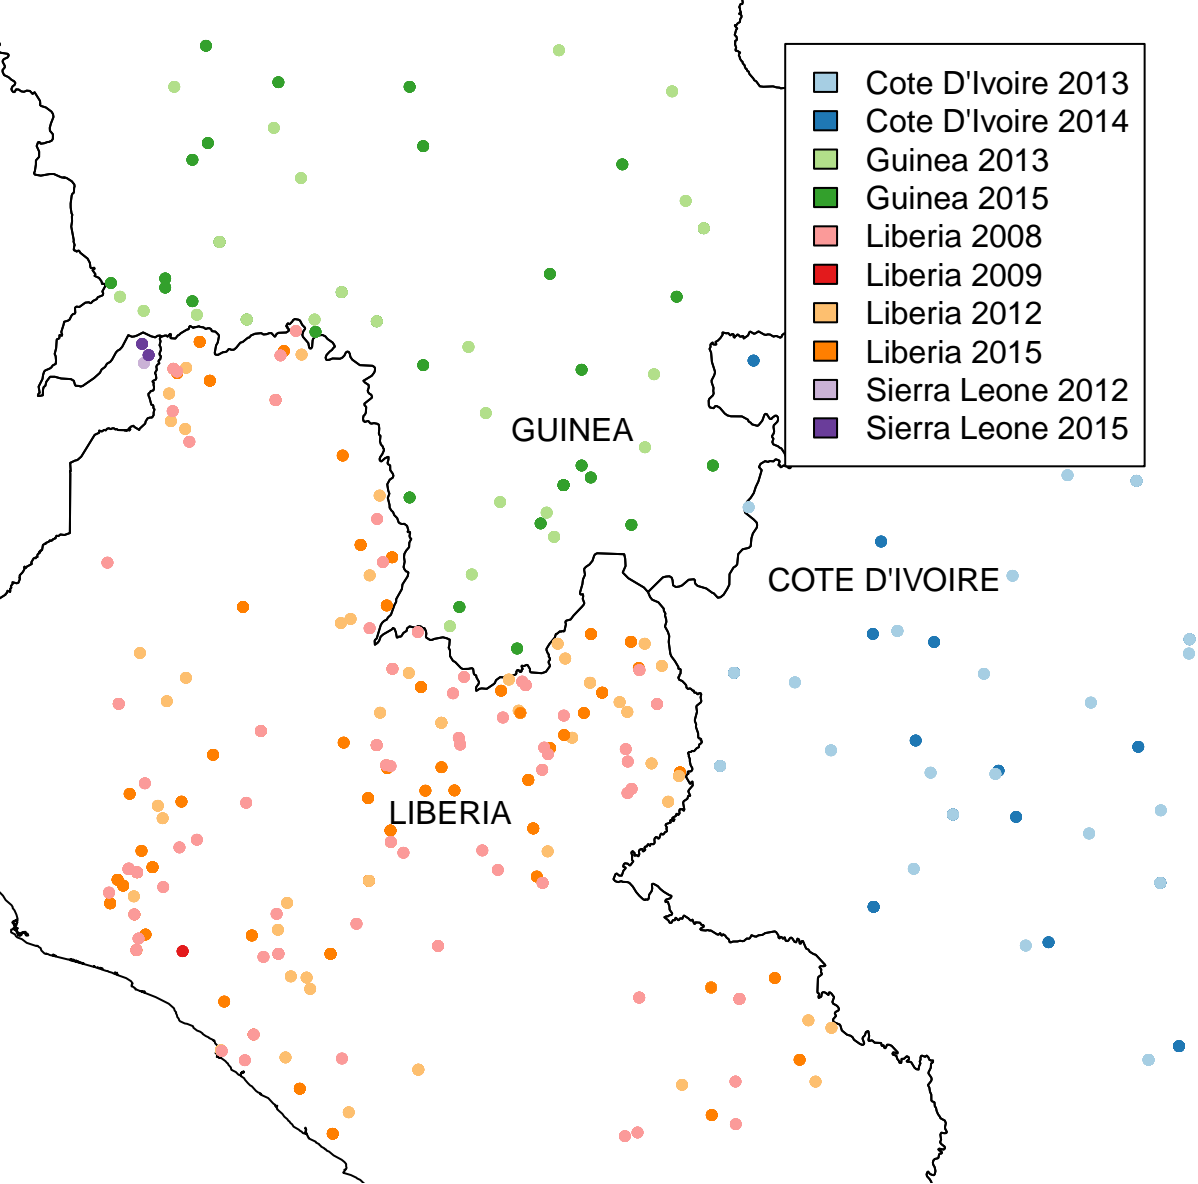 Cote D'Ivoire 2013
Cote D'Ivoire 2014
Guinea 2013
Guinea 2015
Liberia 2008
Liberia 2009
Liberia 2012
Liberia 2015
Sierra Leone 2012
Sierra Leone 2015
GUINEA
COTE D'IVOIRE
LIBERIA